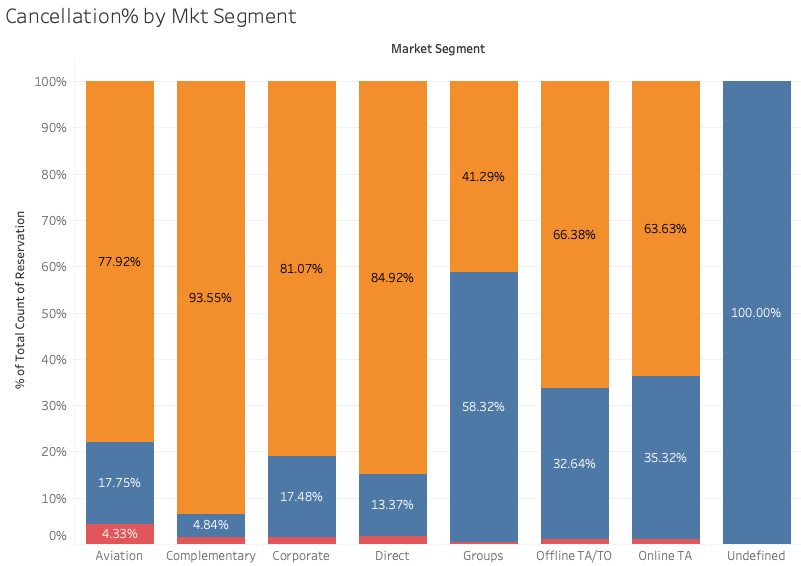 Cancellation% by Mkt Segment
Market Segment
% of Total Count of Reservation
100%
90%
80%
70%
60%
50%
40%
30%
20%
10%
0%
77.92%
17.75%
4.33%
93.55%
4.84%
81.07%
17.48%
84.92%
13.37%
41.29%
58.32%
66.38%
32.64%
63.63%
35.32%
100.00%
Aviation
Complementary
Corporate
Direct
Groups
Offline TA/TO
Online TA
Undefined